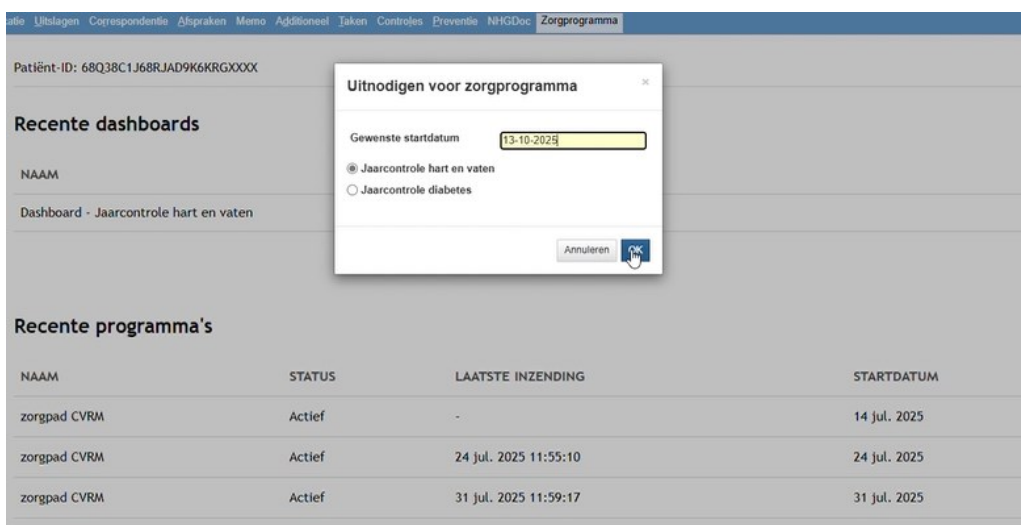 Uitslagen Correspondentie Afspraken Memo Additioneel Taken Controles Preventie NHGDoc Zorgprogramma
Patiënt-ID: 68Q38C1J68RJAD9K6KRGXXXX
Uitnodigen voor zorgprogramma ×
Gewenste startdatum 13-10-2025
Jaarcontrole hart en vaten
Jaarcontrole diabetes
Annuleren OK
Recente dashboards
NAAM
Dashboard - Jaarcontrole hart en vaten
Recente programma's
NAAM STATUS LAATSTE INZENDING STARTDATUM
zorgpad CVRM Actief - 14 jul. 2025
zorgpad CVRM Actief 24 jul. 2025 11:55:10 24 jul. 2025
zorgpad CVRM Actief 31 jul. 2025 11:59:17 31 jul. 2025